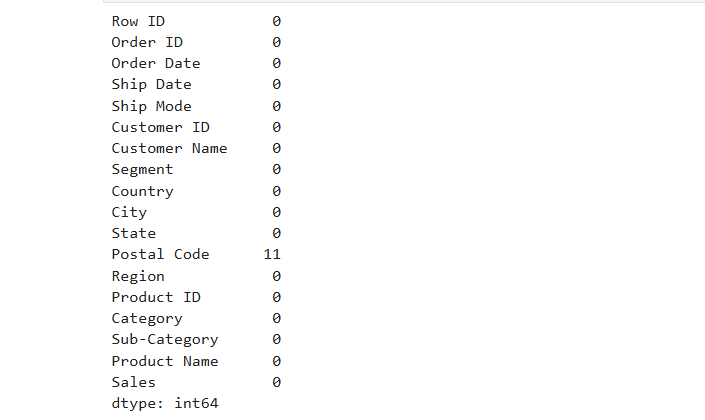 Row ID 0
Order ID 0
Order Date 0
Ship Date 0
Ship Mode 0
Customer ID 0
Customer Name 0
Segment 0
Country 0
City 0
State 0
Postal Code 11
Region 0
Product ID 0
Category 0
Sub-Category 0
Product Name 0
Sales 0
dtype: int64